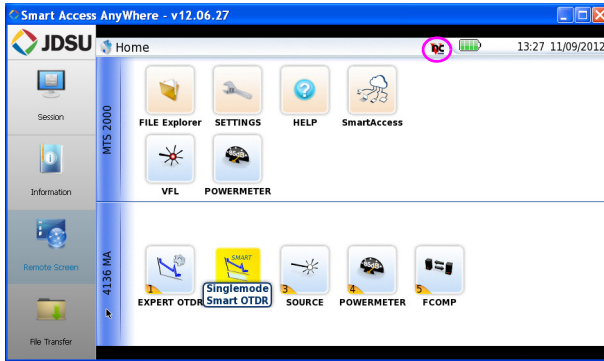 Smart Access AnyWhere - v12.06.27
JDSU
Home
13:27 11/09/2012
Session
Information
Remote Screen
File Transfer
MTS 2000
FILE Explorer
SETTINGS
HELP
SmartAccess
VFL
85dB
POWERMETER
4136 MA
1
EXPERT OTDR
SMART
Singlemode
Smart OTDR
3
SOURCE
85dB
4
POWERMETER
5
FCOMP